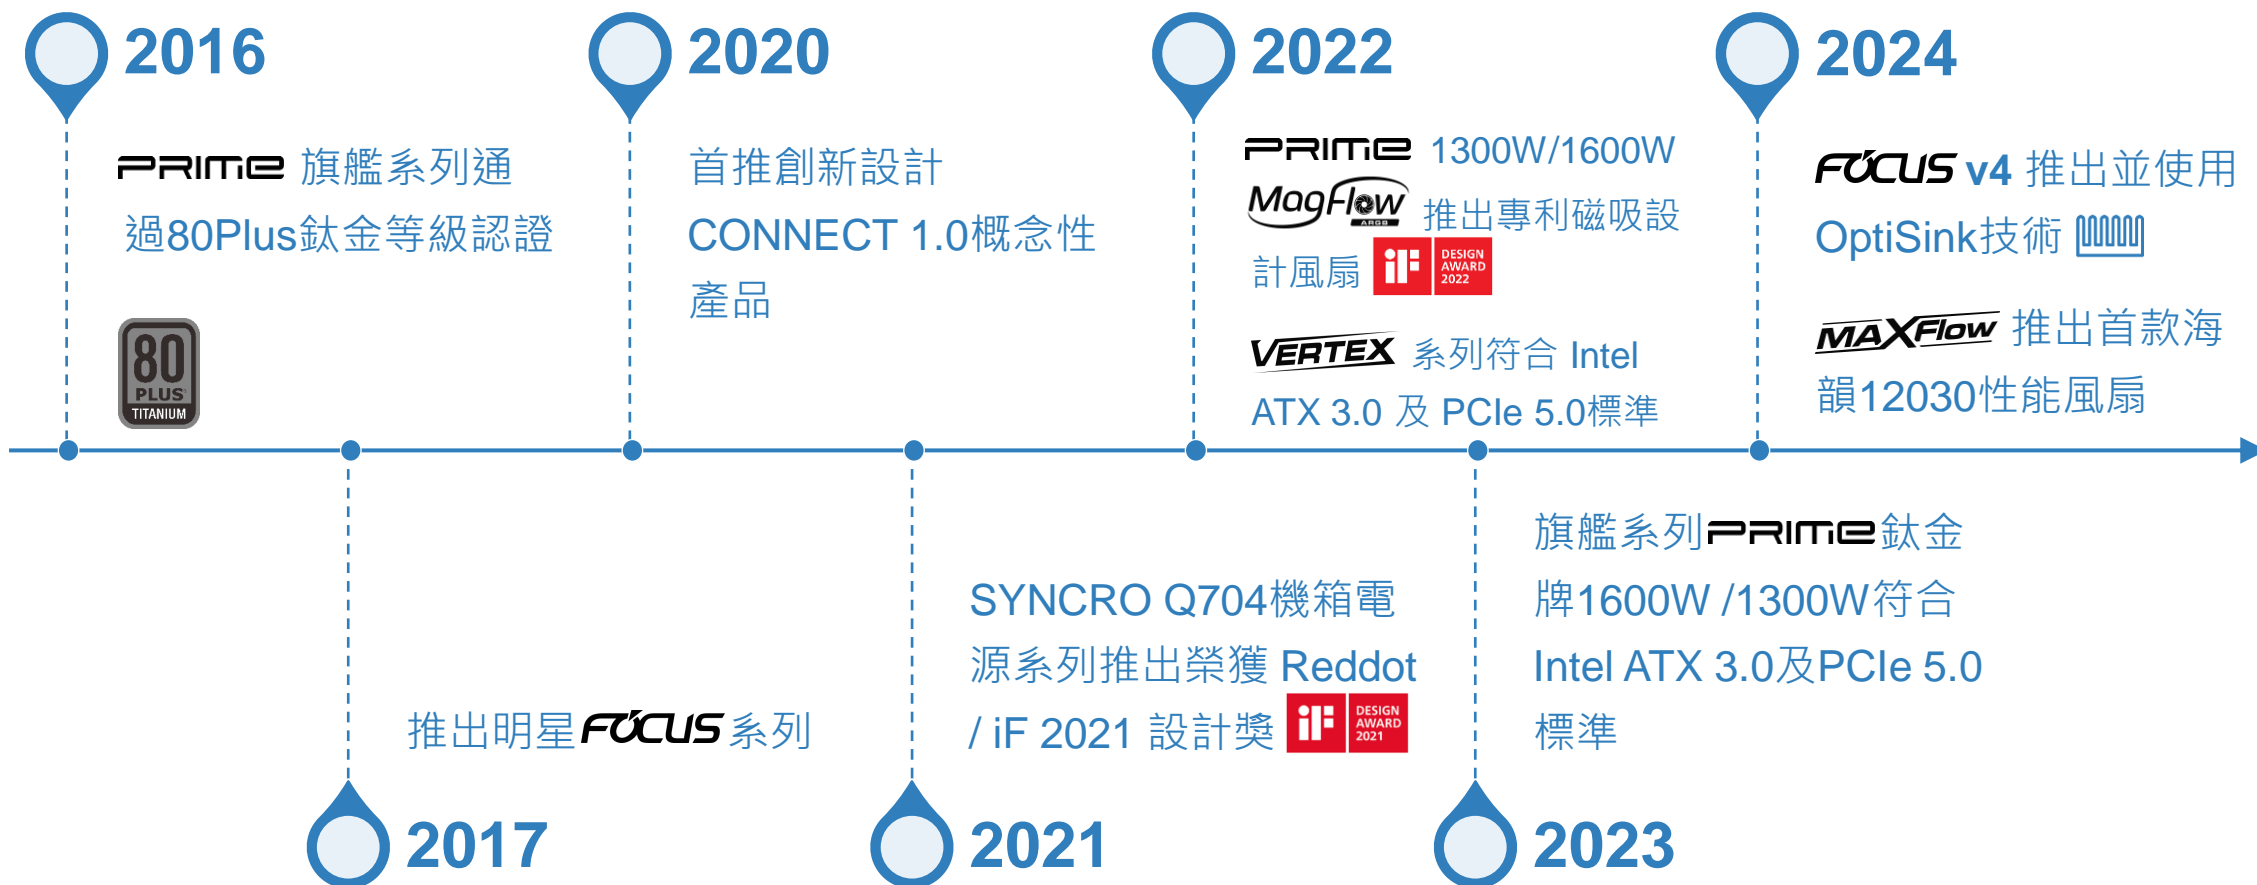 2016
PRIME 旗艦系列通
過80Plus鈦金等級認證
80
PLUS
TITANIUM
2017
推出明星FOCUS系列
2020
首推創新設計
CONNECT 1.0概念性
產品
2021
SYNCRO Q704機箱電
源系列推出榮獲 Reddot
/ iF 2021 設計獎 iF DESIGN AWARD 2021
2022
PRIME 1300W/1600W
MagFlow ARGB 推出專利磁吸設
計風扇 iF DESIGN AWARD 2022
VERTEX 系列符合 Intel
ATX 3.0 及 PCIe 5.0標準
2023
旗艦系列PRIME鈦金
牌1600W /1300W符合
Intel ATX 3.0及PCIe 5.0
標準
2024
FOCUS v4 推出並使用
OptiSink技術
MAXFlow 推出首款海
韻12030性能風扇